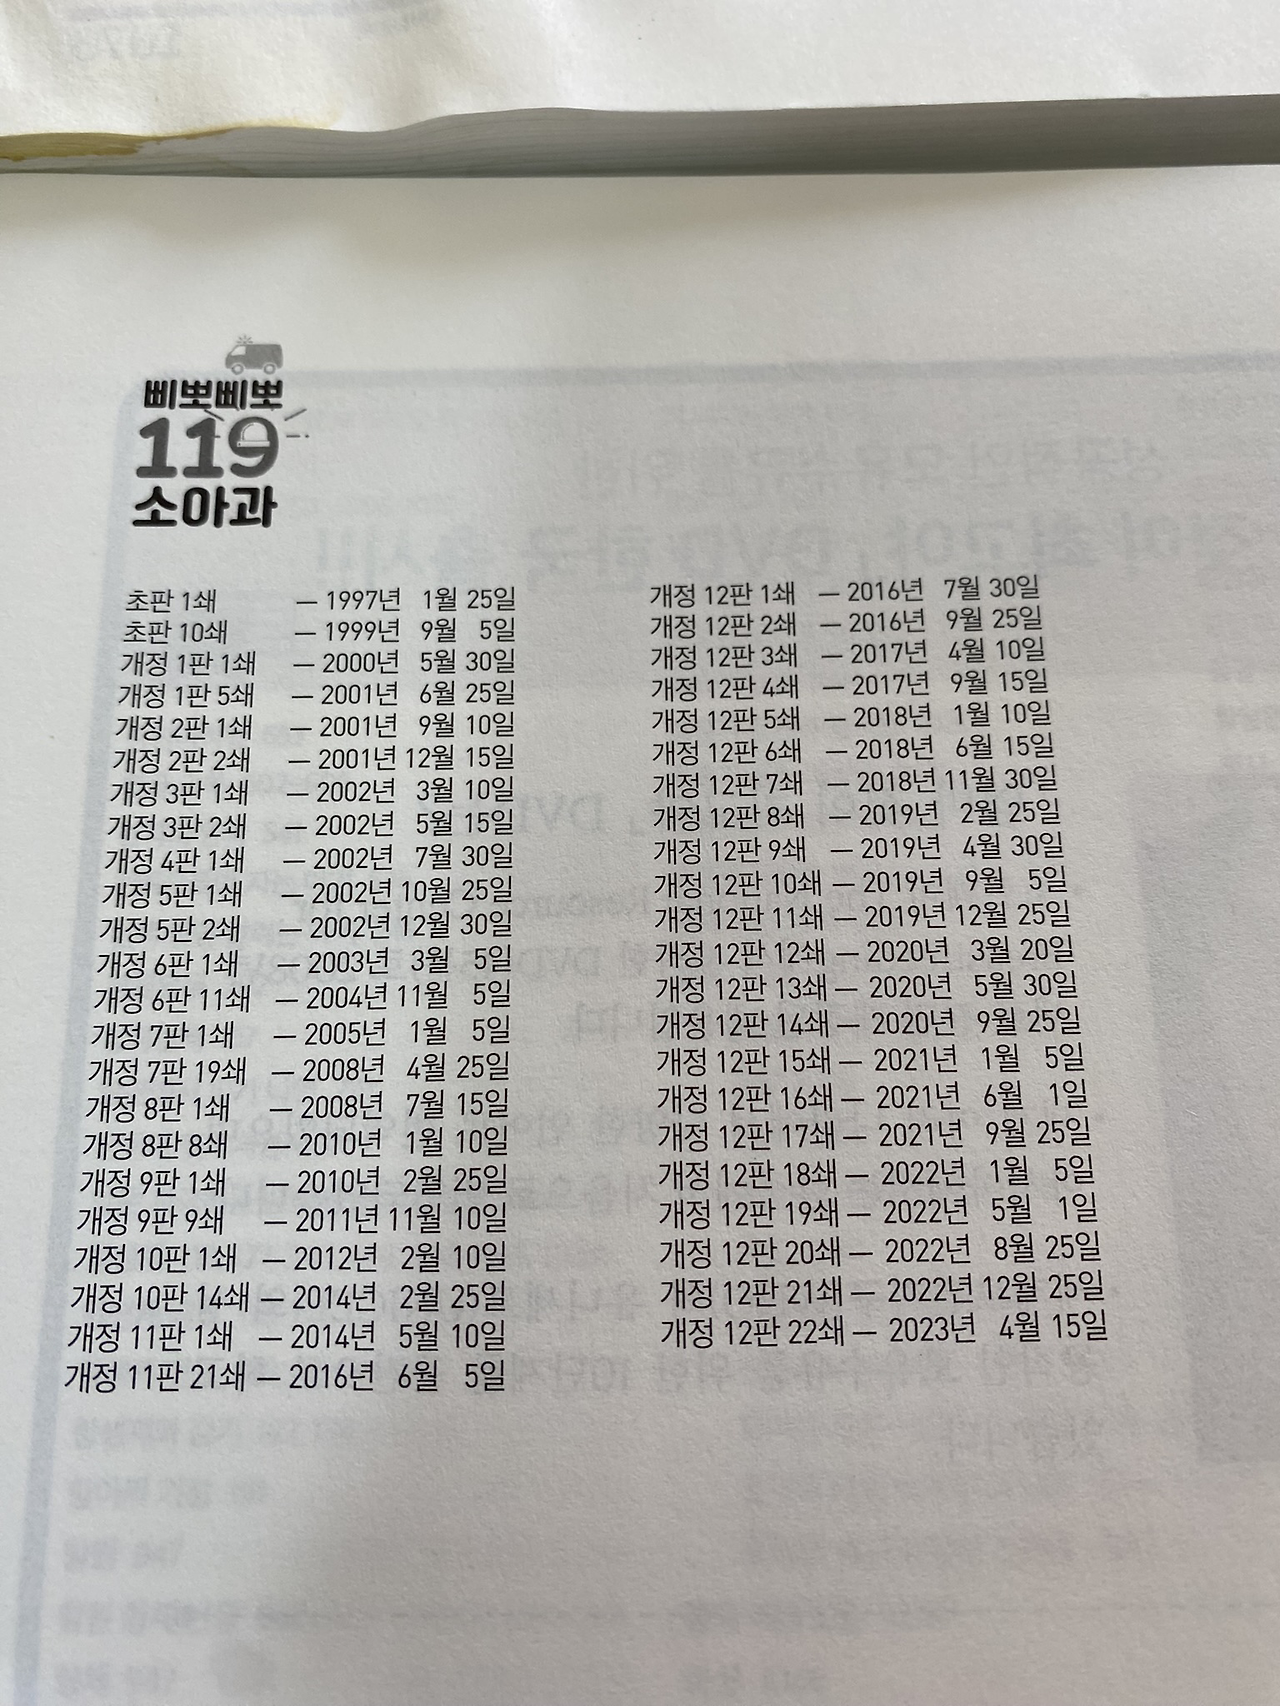 삐뽀삐뽀
119
소아과
초판 1쇄 — 1997년 1월 25일
초판 10쇄 — 1999년 9월 5일
개정 1판 1쇄 — 2000년 5월 30일
개정 1판 5쇄 — 2001년 6월 25일
개정 2판 1쇄 — 2001년 9월 10일
개정 2판 2쇄 — 2001년 12월 15일
개정 3판 1쇄 — 2002년 3월 10일
개정 3판 2쇄 — 2002년 5월 15일
개정 4판 1쇄 — 2002년 7월 30일
개정 5판 1쇄 — 2002년 10월 25일
개정 5판 2쇄 — 2002년 12월 30일
개정 6판 1쇄 — 2003년 3월 5일
개정 6판 11쇄 — 2004년 11월 5일
개정 7판 1쇄 — 2005년 1월 5일
개정 7판 19쇄 — 2008년 4월 25일
개정 8판 1쇄 — 2008년 7월 15일
개정 8판 8쇄 — 2010년 1월 10일
개정 9판 1쇄 — 2010년 2월 25일
개정 9판 9쇄 — 2011년 11월 10일
개정 10판 1쇄 — 2012년 2월 10일
개정 10판 14쇄 — 2014년 2월 25일
개정 11판 1쇄 — 2014년 5월 10일
개정 11판 21쇄 — 2016년 6월 5일
개정 12판 1쇄 — 2016년 7월 30일
개정 12판 2쇄 — 2016년 9월 25일
개정 12판 3쇄 — 2017년 4월 10일
개정 12판 4쇄 — 2017년 9월 15일
개정 12판 5쇄 — 2018년 1월 10일
개정 12판 6쇄 — 2018년 6월 15일
개정 12판 7쇄 — 2018년 11월 30일
개정 12판 8쇄 — 2019년 2월 25일
개정 12판 9쇄 — 2019년 4월 30일
개정 12판 10쇄 — 2019년 9월 5일
개정 12판 11쇄 — 2019년 12월 25일
개정 12판 12쇄 — 2020년 3월 20일
개정 12판 13쇄 — 2020년 5월 30일
개정 12판 14쇄 — 2020년 9월 25일
개정 12판 15쇄 — 2021년 1월 5일
개정 12판 16쇄 — 2021년 6월 1일
개정 12판 17쇄 — 2021년 9월 25일
개정 12판 18쇄 — 2022년 1월 5일
개정 12판 19쇄 — 2022년 5월 1일
개정 12판 20쇄 — 2022년 8월 25일
개정 12판 21쇄 — 2022년 12월 25일
개정 12판 22쇄 — 2023년 4월 15일